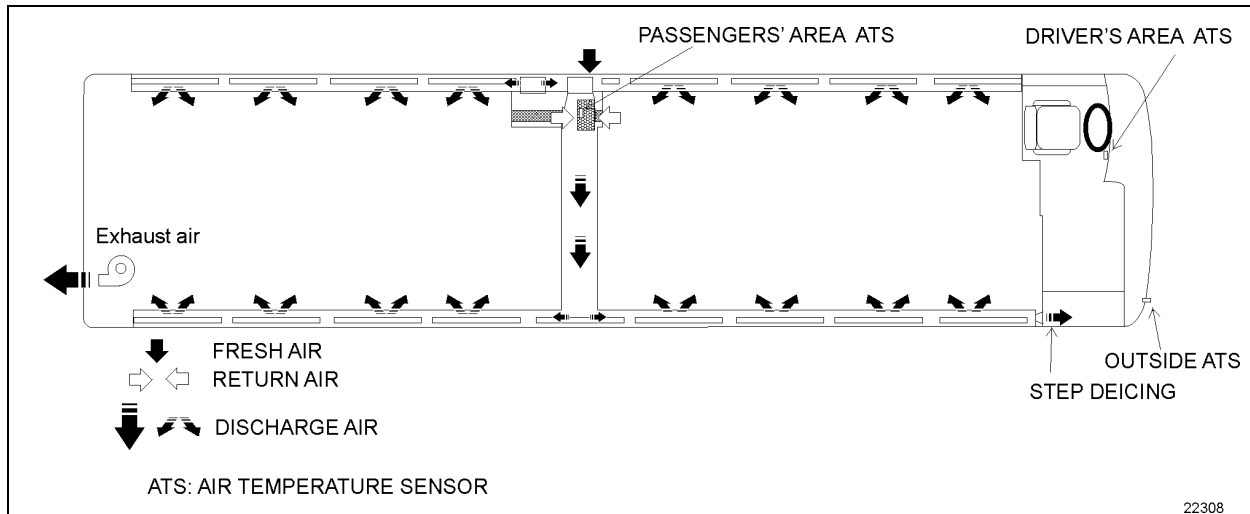 PASSENGERS' AREA ATS
DRIVER'S AREA ATS
Exhaust air
OUTSIDE ATS
STEP DEICING
FRESH AIR
RETURN AIR
DISCHARGE AIR
ATS: AIR TEMPERATURE SENSOR
22308